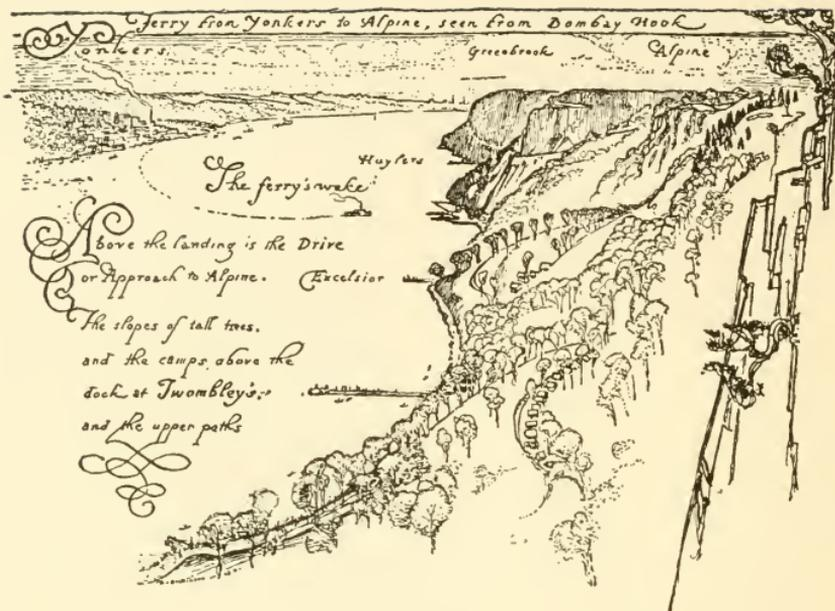 Ferry from Yonkers to Alpine, seen from Bombay Hook
Yonkers.
Greenbrook
Alpine
Huylers
The ferry's wake
Above the landing is the Drive
or Approach to Alpine.
Excelsior
The slopes of tall trees.
and the camps above the
dock at Twombley's;
and the upper paths